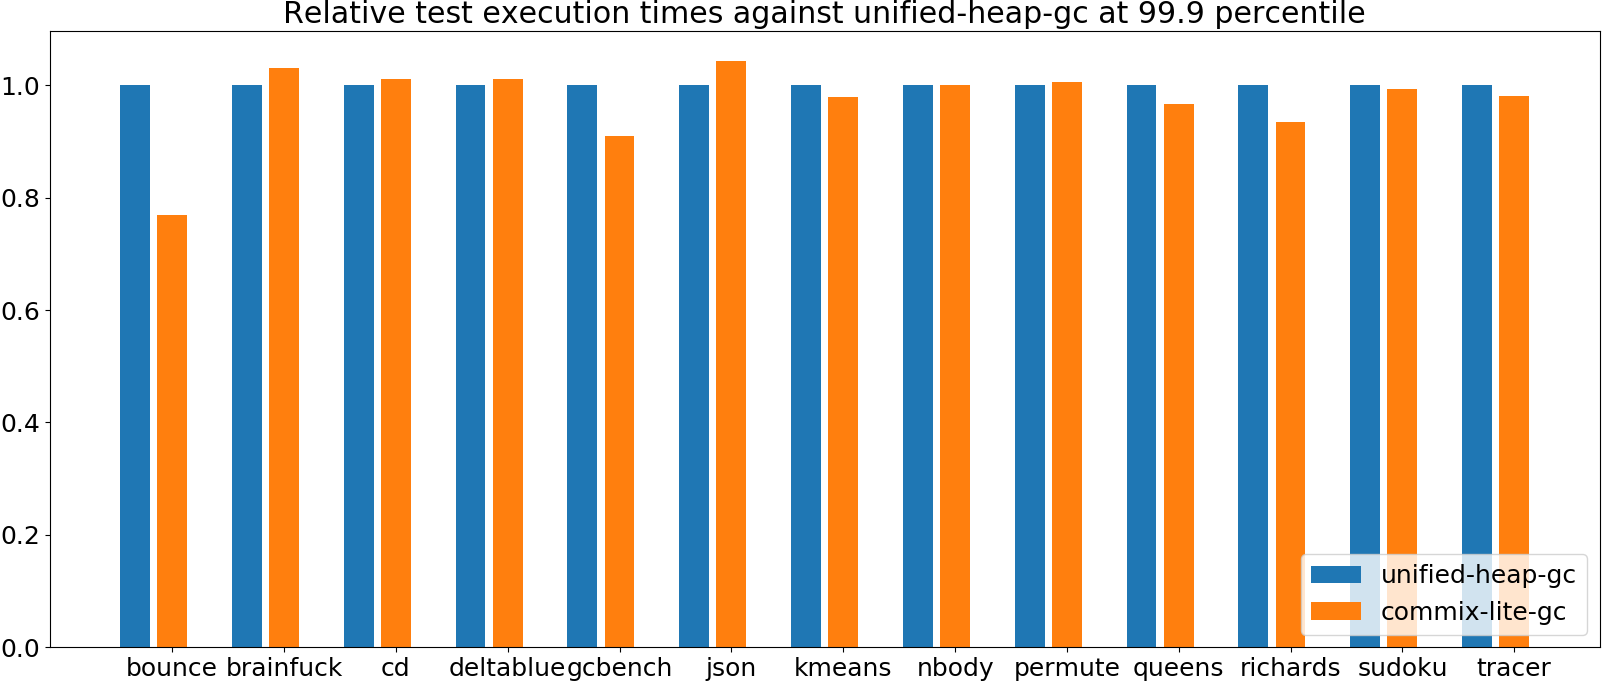 Relative test execution times against unified-heap-gc at 99.9 percentile
1.0
0.8
0.6
0.4
0.2
0.0
bounce brainfuck cd deltablue gcbench json kmeans nbody permute queens richards sudoku tracer
unified-heap-gc
commix-lite-gc